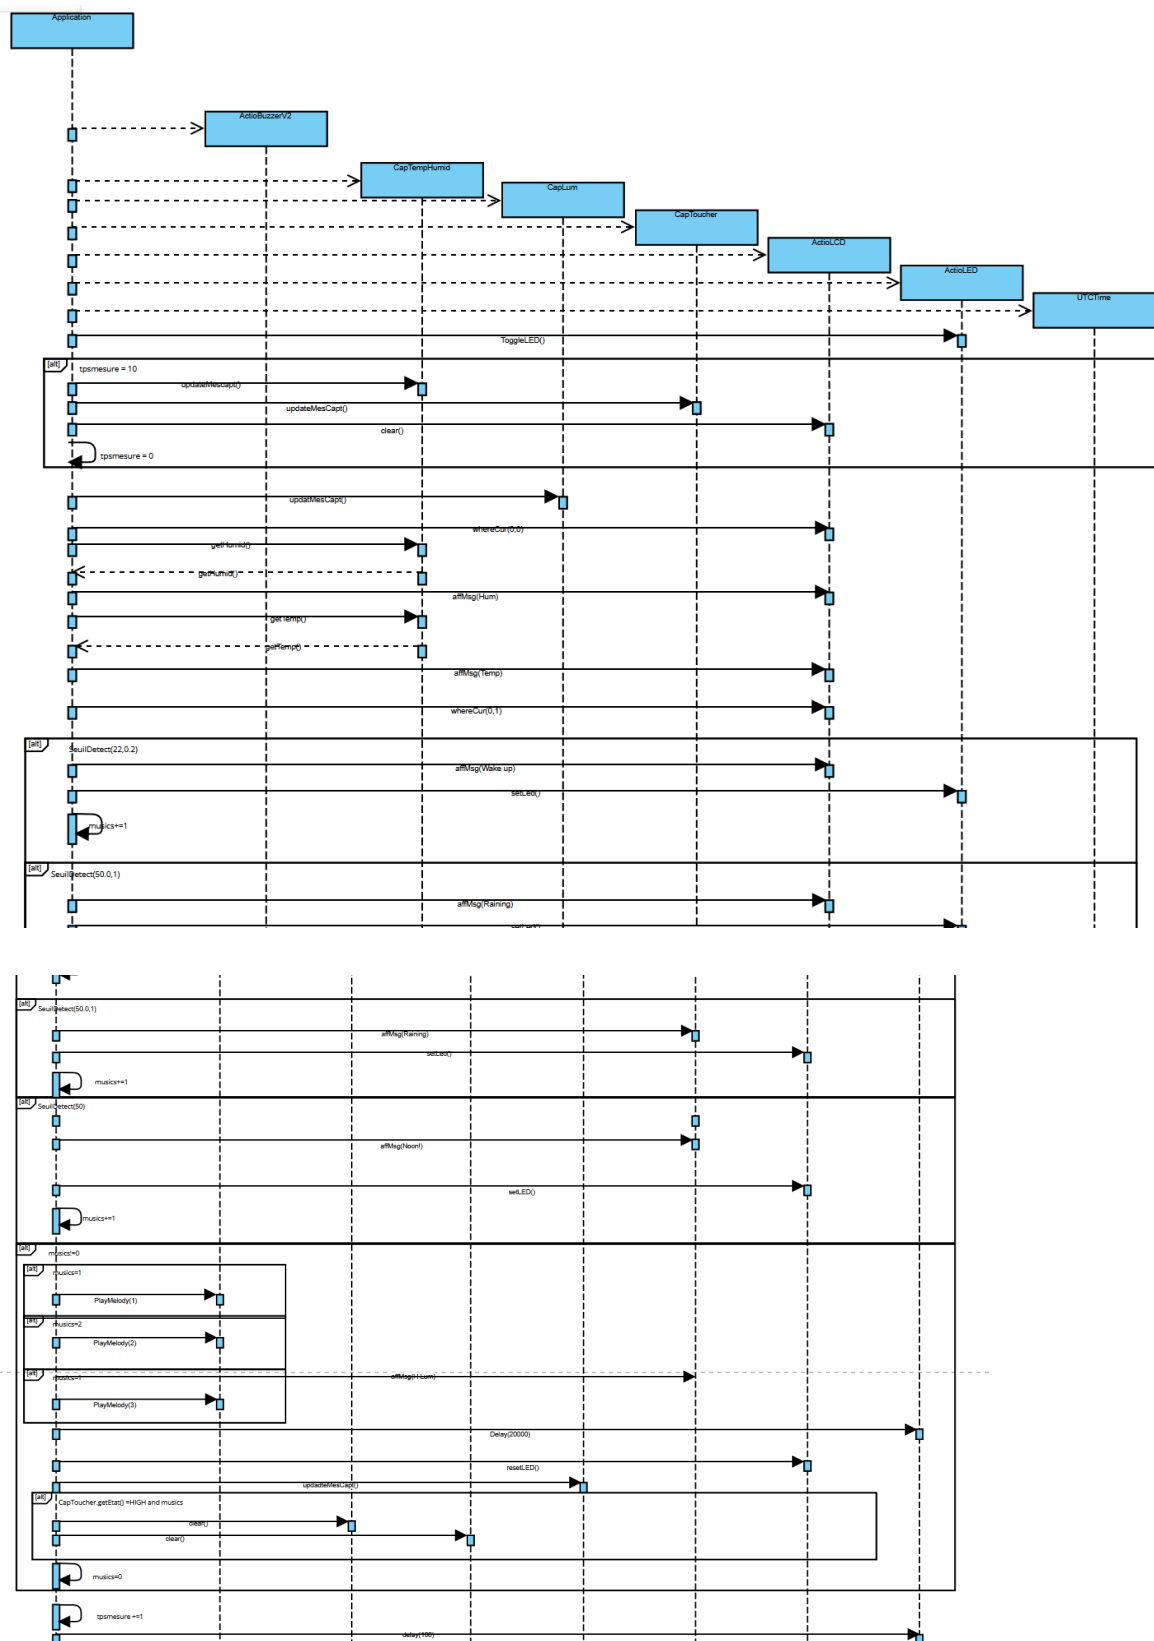 Application
ActioBuzzerV2
CapTempHumid
CapLum
CapToucher
ActioLCD
ActioLED
UTCTime
ToggleLED()
[alt]
tpsmesure = 10
updateMescapt()
updateMesCapt()
clear()
tpsmesure = 0
updatMesCapt()
whereCur(0,0)
getHumid()
getHumid()
affMsg(Hum)
getTemp()
getTemp()
affMsg(Temp)
whereCur(0,1)
[alt]
SeuilDetect(22,0.2)
affMsg(Wake up)
setLed()
musics+=1
[alt]
SeuilDetect(50.0,1)
affMsg(Raining)
setLed()
[alt]
SeuilDetect(50.0,1)
affMsg(Raining)
setLed()
musics+=1
[alt]
SeuilDetect(50)
affMsg(Noon!)
setLED()
musics+=1
[alt]
musics!=0
[alt]
musics=1
PlayMelody(1)
[alt]
musics=2
PlayMelody(2)
[alt]
musics=1
PlayMelody(3)
Delay(20000)
resetLED()
updadteMesCapt()
[alt]
CapToucher.getEtat() =HIGH and musics
clear()
clear()
musics=0
tpsmesure +=1
delay(100)